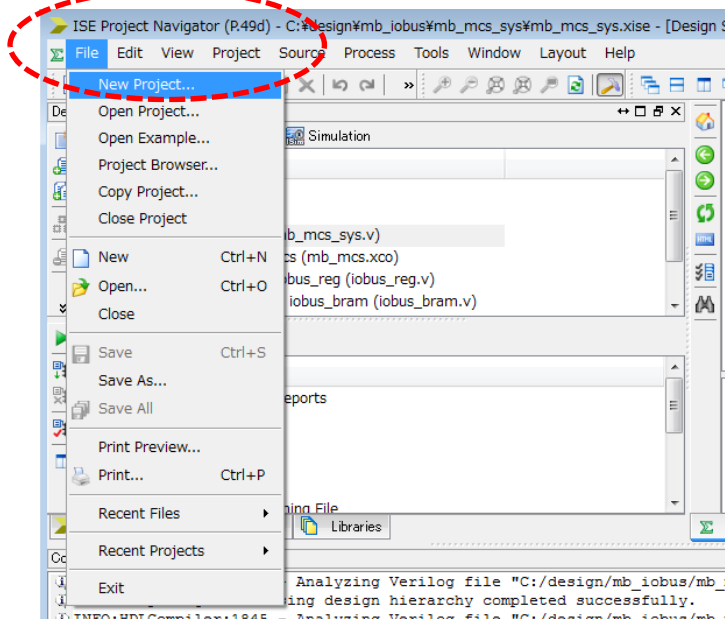 ISE Project Navigator (P.49d) - C:¥design¥mb_iobus¥mb_mcs_sys¥mb_mcs_sys.xise - [Design S
File Edit View Project Source Process Tools Window Layout Help
New Project...
Open Project...
Open Example...
Simulation
Project Browser...
Copy Project...
Close Project
mcs_sys.v)
New Ctrl+N
(mb_mcs.xco)
(iobus_reg.v)
Open... Ctrl+O
iobus_bram (iobus_bram.v)
Close
Save Ctrl+S
Save As...
eports
Save All
Print Preview...
Print... Ctrl+P
Recent Files
File
Libraries
Recent Projects
Exit
- Analyzing Verilog file "C:/design/mb_iobus/mb_
ing design hierarchy completed successfully.
INFO:HDLCompiler:1845 - Analyzing Verilog file "C:/design/mb_iobus/mb_